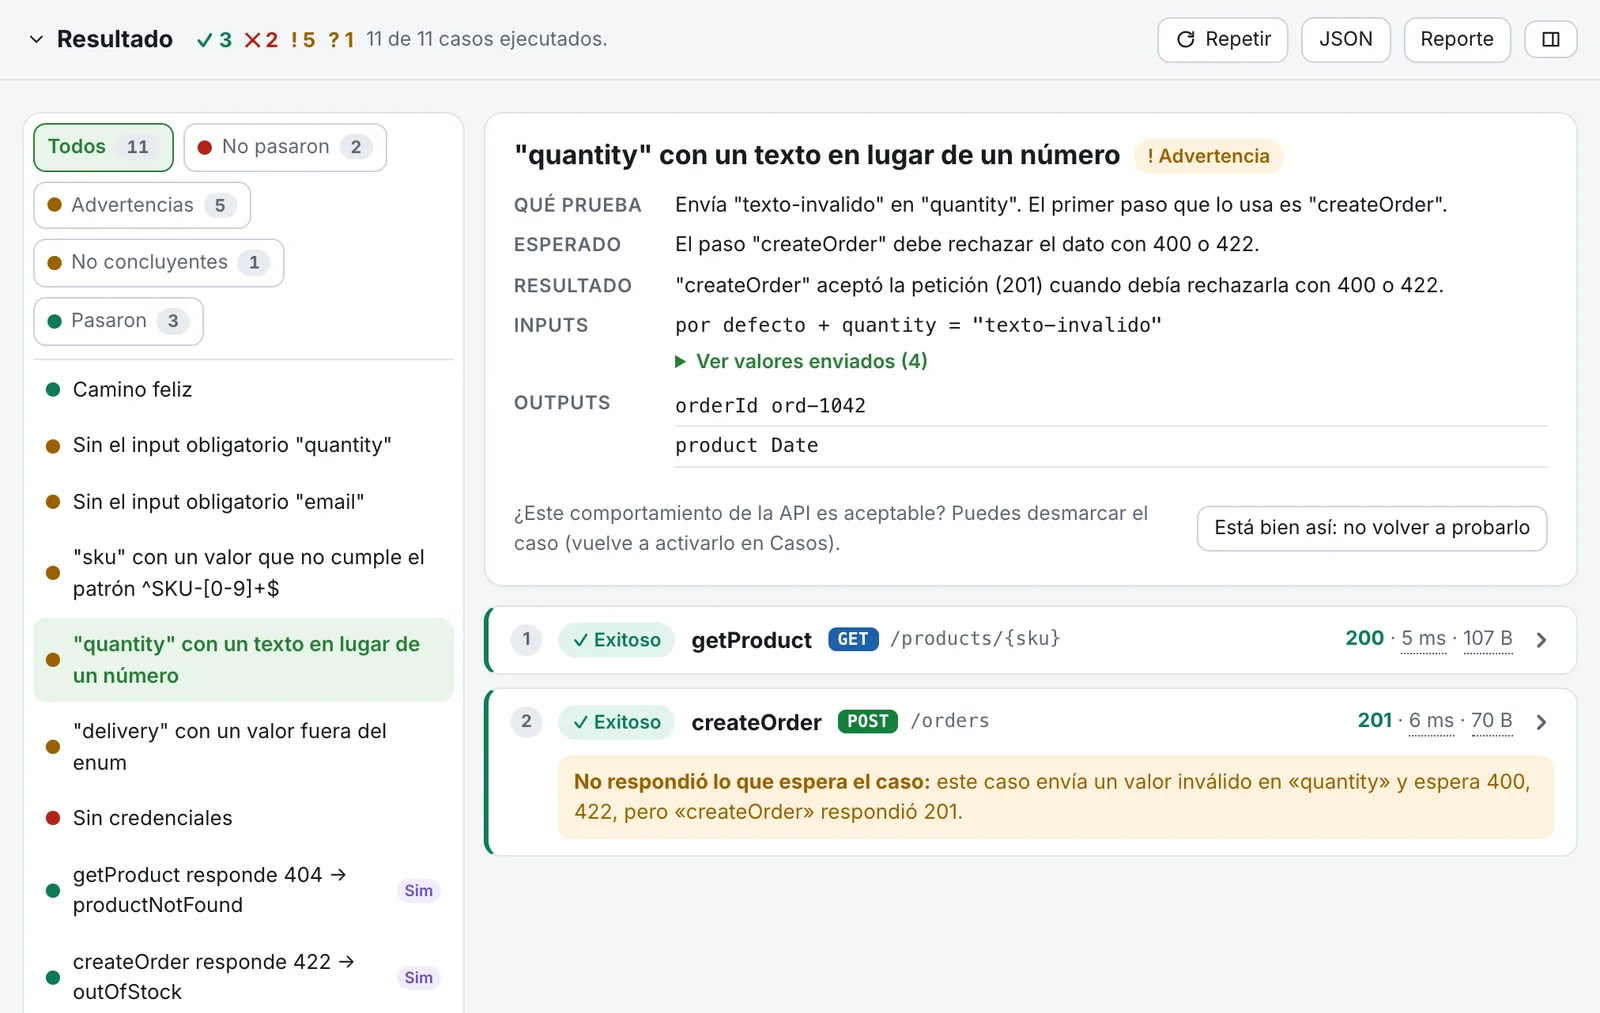 Resultado ✓ 3 ✕ 2 ! 5 ? 1 11 de 11 casos ejecutados.
Repetir JSON Reporte
Todos 11 No pasaron 2
Advertencias 5
No concluyentes 1
Pasaron 3
Camino feliz
Sin el input obligatorio "quantity"
Sin el input obligatorio "email"
"sku" con un valor que no cumple el
patrón ^SKU-[0-9]+$
"quantity" con un texto en lugar de
un número
"delivery" con un valor fuera del
enum
Sin credenciales
getProduct responde 404 →
productNotFound
Sim
createOrder responde 422 →
outOfStock
Sim
"quantity" con un texto en lugar de un número ! Advertencia
QUÉ PRUEBA Envía "texto-invalido" en "quantity". El primer paso que lo usa es "createOrder".
ESPERADO El paso "createOrder" debe rechazar el dato con 400 o 422.
RESULTADO "createOrder" aceptó la petición (201) cuando debía rechazarla con 400 o 422.
INPUTS por defecto + quantity = "texto-invalido"
▶ Ver valores enviados (4)
OUTPUTS orderId ord-1042
product Date
¿Este comportamiento de la API es aceptable? Puedes desmarcar el
caso (vuelve a activarlo en Casos).
Está bien así: no volver a probarlo
1 ✓ Exitoso getProduct GET /products/{sku} 200 · 5 ms · 107 B
2 ✓ Exitoso createOrder POST /orders 201 · 6 ms · 70 B
No respondió lo que espera el caso: este caso envía un valor inválido en «quantity» y espera 400,
422, pero «createOrder» respondió 201.